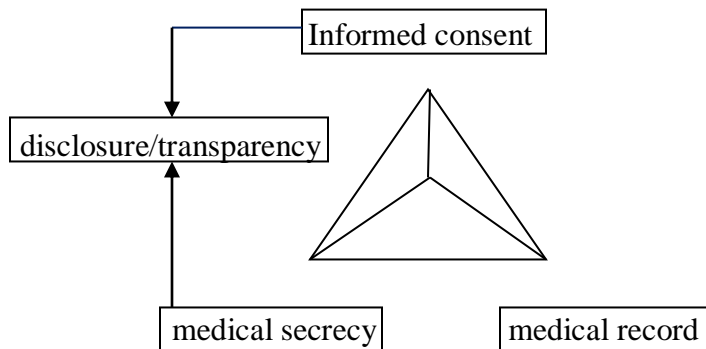 Informed consent
disclosure/transparency
medical secrecy
medical record